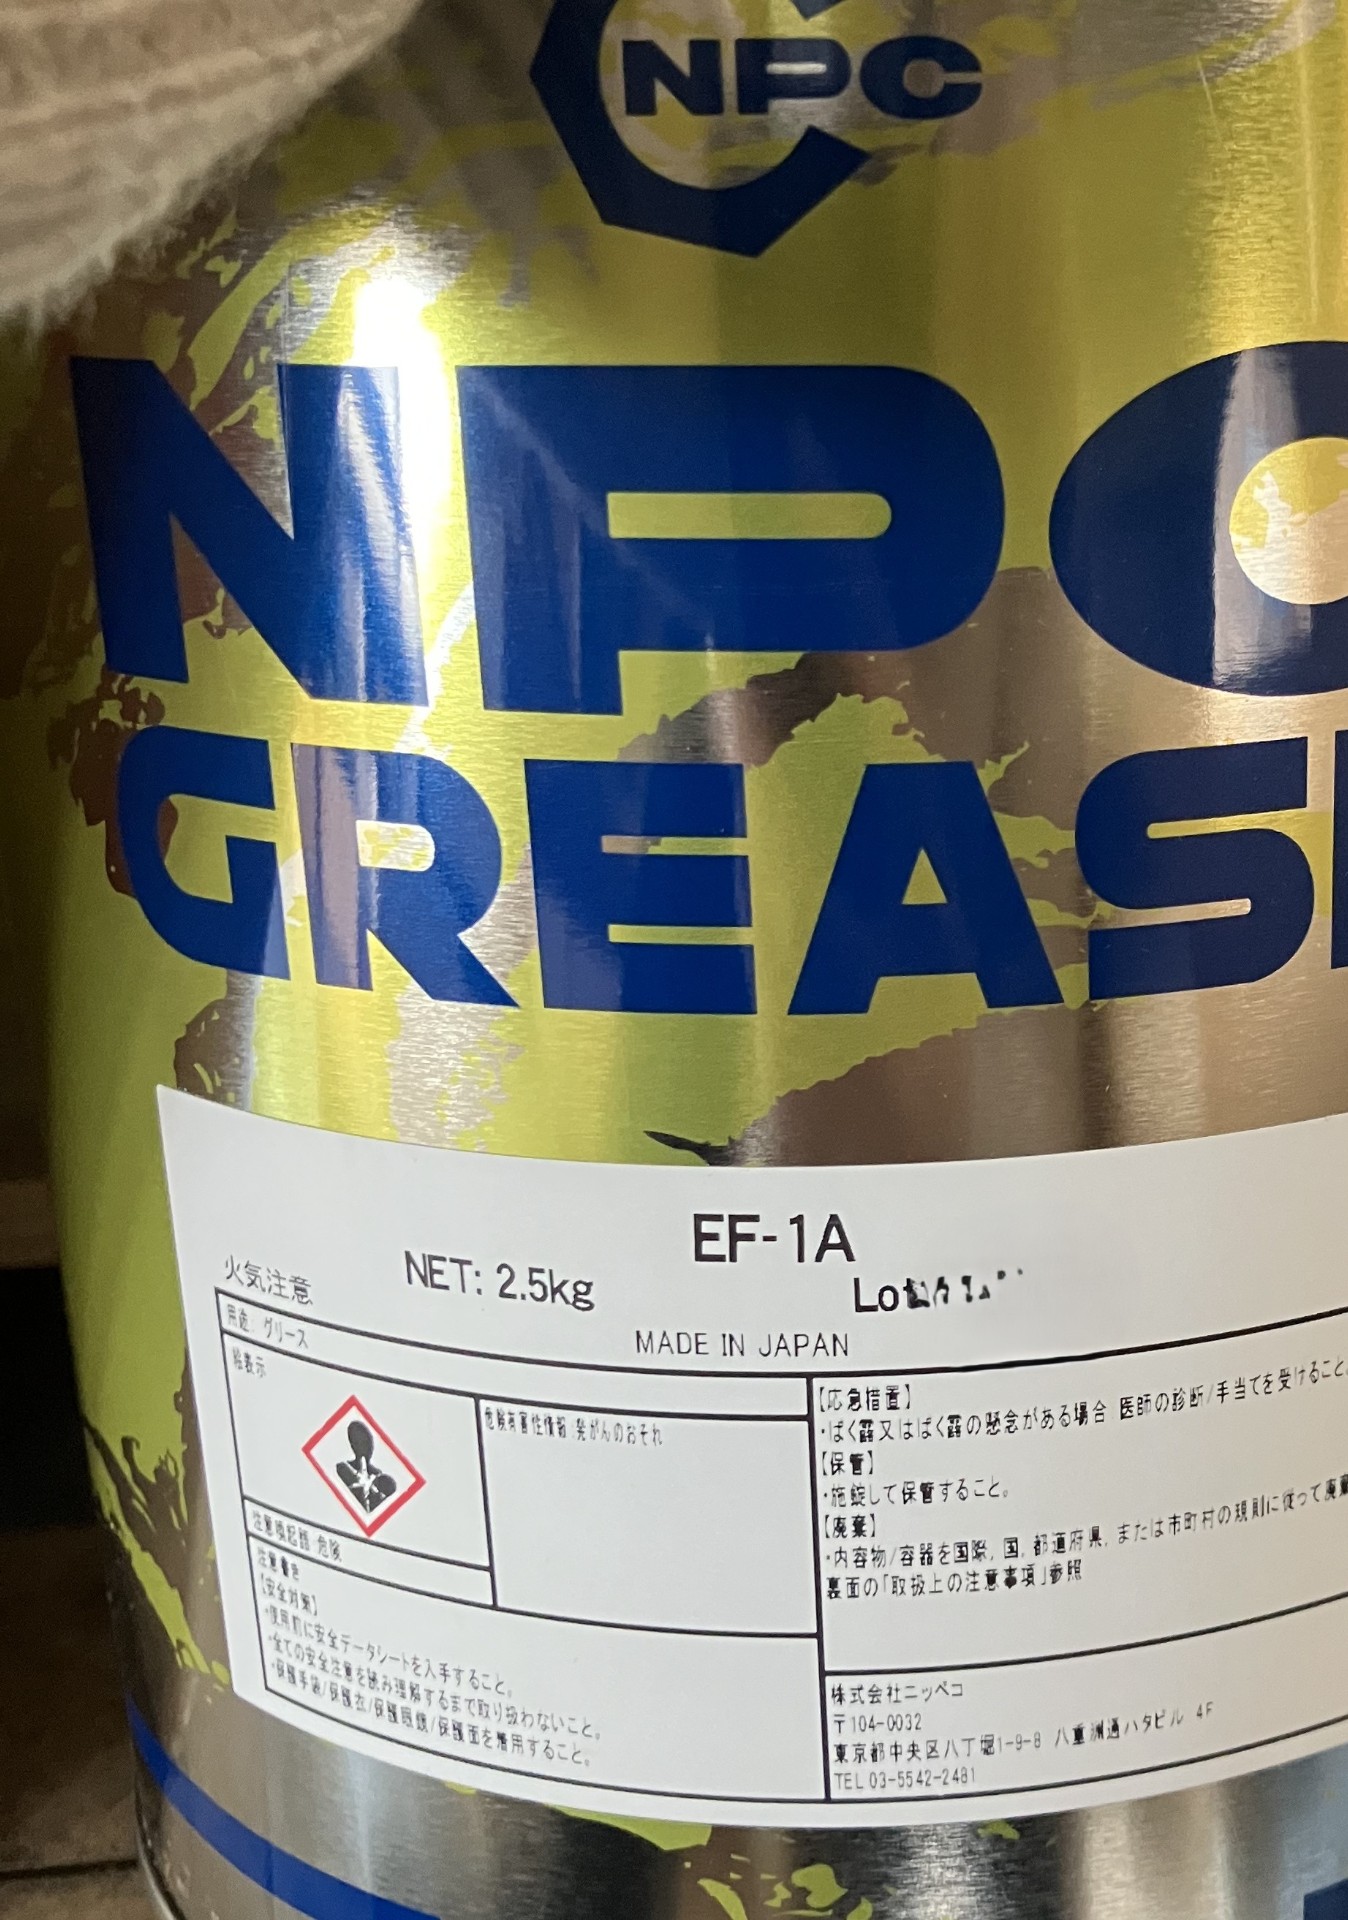 NPC
NPC
GREASE
EF-1A
火気注意
NET: 2.5kg
Lot
MADE IN JAPAN
用途: グリース
絵表示
危険有害性情報:発がんのおそれ
注意喚起語:危険
注意書き
【安全対策】
・使用前に安全データシートを入手すること。
・全ての安全注意を読み理解するまで取り扱わないこと。
・保護手袋/保護衣/保護眼鏡/保護面を着用すること。
【応急措置】
・ばく露又はばく露の懸念がある場合:医師の診断/手当てを受けること。
【保管】
・施錠して保管すること。
【廃棄】
・内容物/容器を国際, 国, 都道府県, または市町村の規則に従って廃棄
裏面の「取扱上の注意事項」参照
株式会社ニッペコ
〒104-0032
東京都中央区八丁堀1-9-8 八重洲通ハタビル 4F
TEL 03-5542-2481